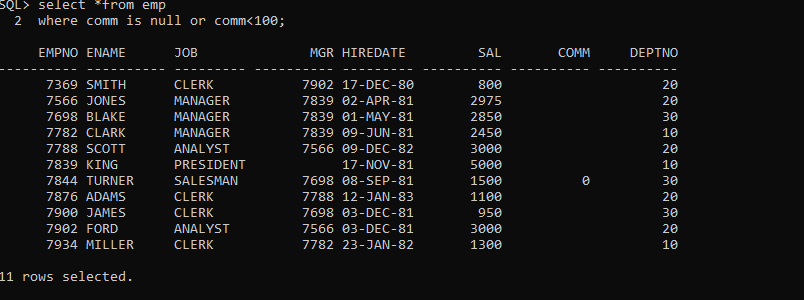 SQL> select *from emp
  2  where comm is null or comm<100;

     EMPNO ENAME      JOB              MGR HIREDATE         SAL       COMM     DEPTNO
---------- ---------- --------- ---------- --------- ---------- ---------- ----------
      7369 SMITH      CLERK           7902 17-DEC-80        800                    20
      7566 JONES      MANAGER         7839 02-APR-81       2975                    20
      7698 BLAKE      MANAGER         7839 01-MAY-81       2850                    30
      7782 CLARK      MANAGER         7839 09-JUN-81       2450                    10
      7788 SCOTT      ANALYST         7566 09-DEC-82       3000                    20
      7839 KING       PRESIDENT            17-NOV-81       5000                    10
      7844 TURNER     SALESMAN        7698 08-SEP-81       1500          0         30
      7876 ADAMS      CLERK           7788 12-JAN-83       1100                    20
      7900 JAMES      CLERK           7698 03-DEC-81        950                    30
      7902 FORD       ANALYST         7566 03-DEC-81       3000                    20
      7934 MILLER     CLERK           7782 23-JAN-82       1300                    10

11 rows selected.